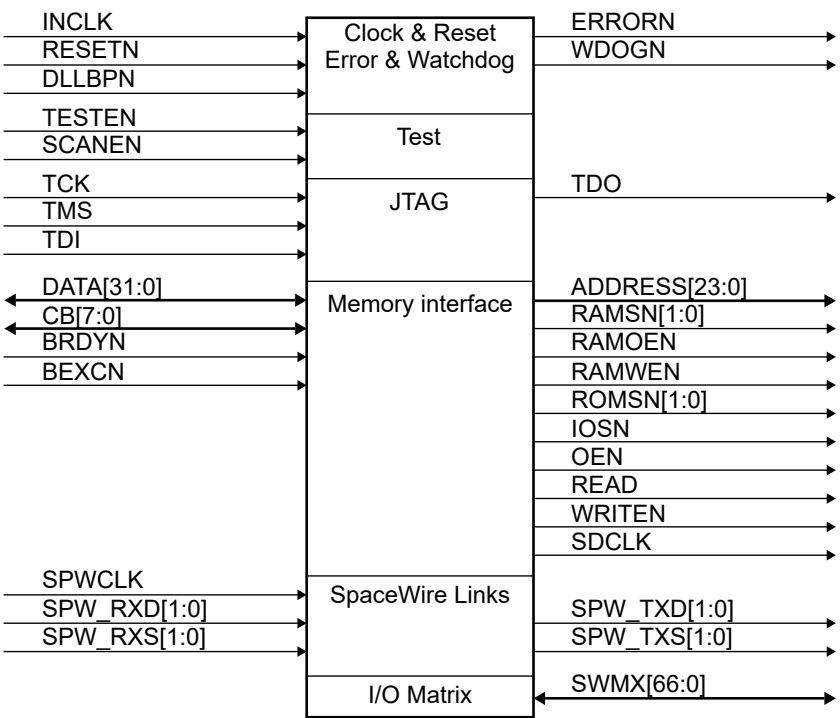 INCLK
RESETN
DLLBPN
TESTEN
SCANEN
TCK
TMS
TDI
DATA[31:0]
CB[7:0]
BRDYN
BEXCN
SPWCLK
SPW_RXD[1:0]
SPW_RXS[1:0]
Clock & Reset
Error & Watchdog
Test
JTAG
Memory interface
SpaceWire Links
I/O Matrix
ERRORN
WDOGN
TDO
ADDRESS[23:0]
RAMSN[1:0]
RAMOEN
RAMWEN
ROMSN[1:0]
IOSN
OEN
READ
WRITEN
SDCLK
SPW_TXD[1:0]
SPW_TXS[1:0]
SWMX[66:0]